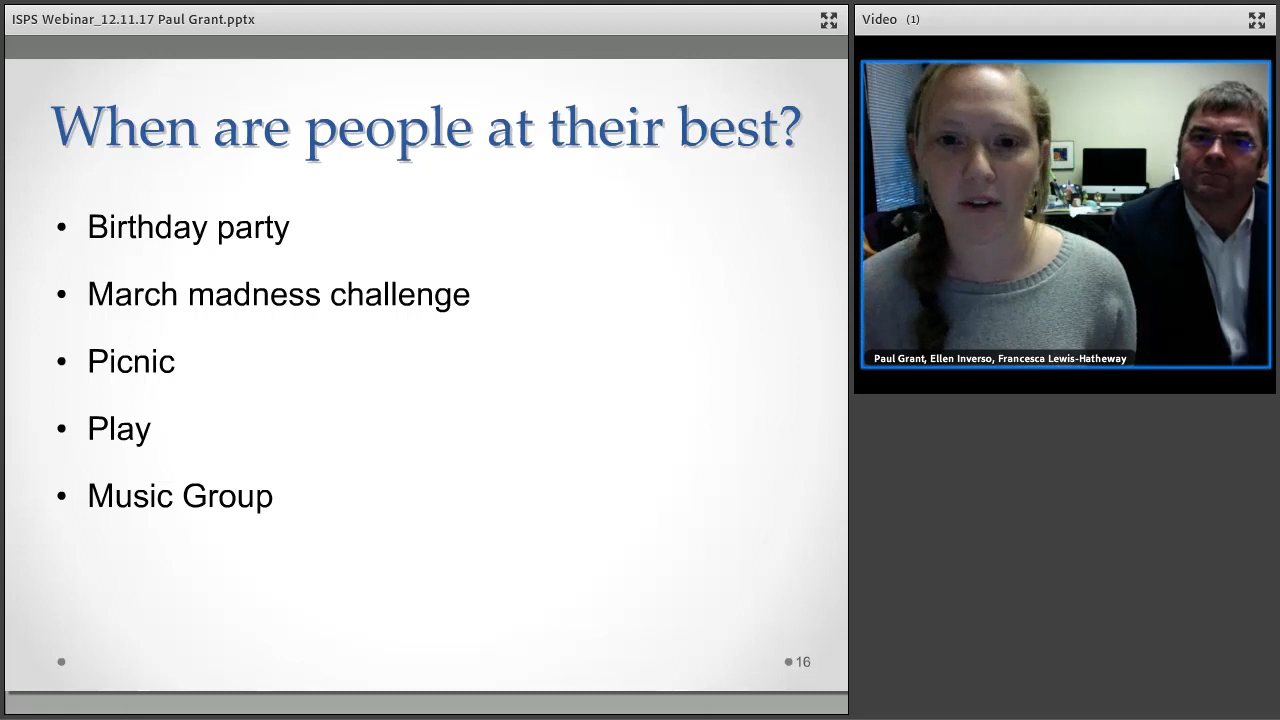 ISPS Webinar_12.11.17 Paul Grant.pptx
Video (1)
When are people at their best?
• Birthday party
• March madness challenge
• Picnic
• Play
• Music Group
16
Paul Grant, Ellen Inverso, Francesca Lewis-Hatheway